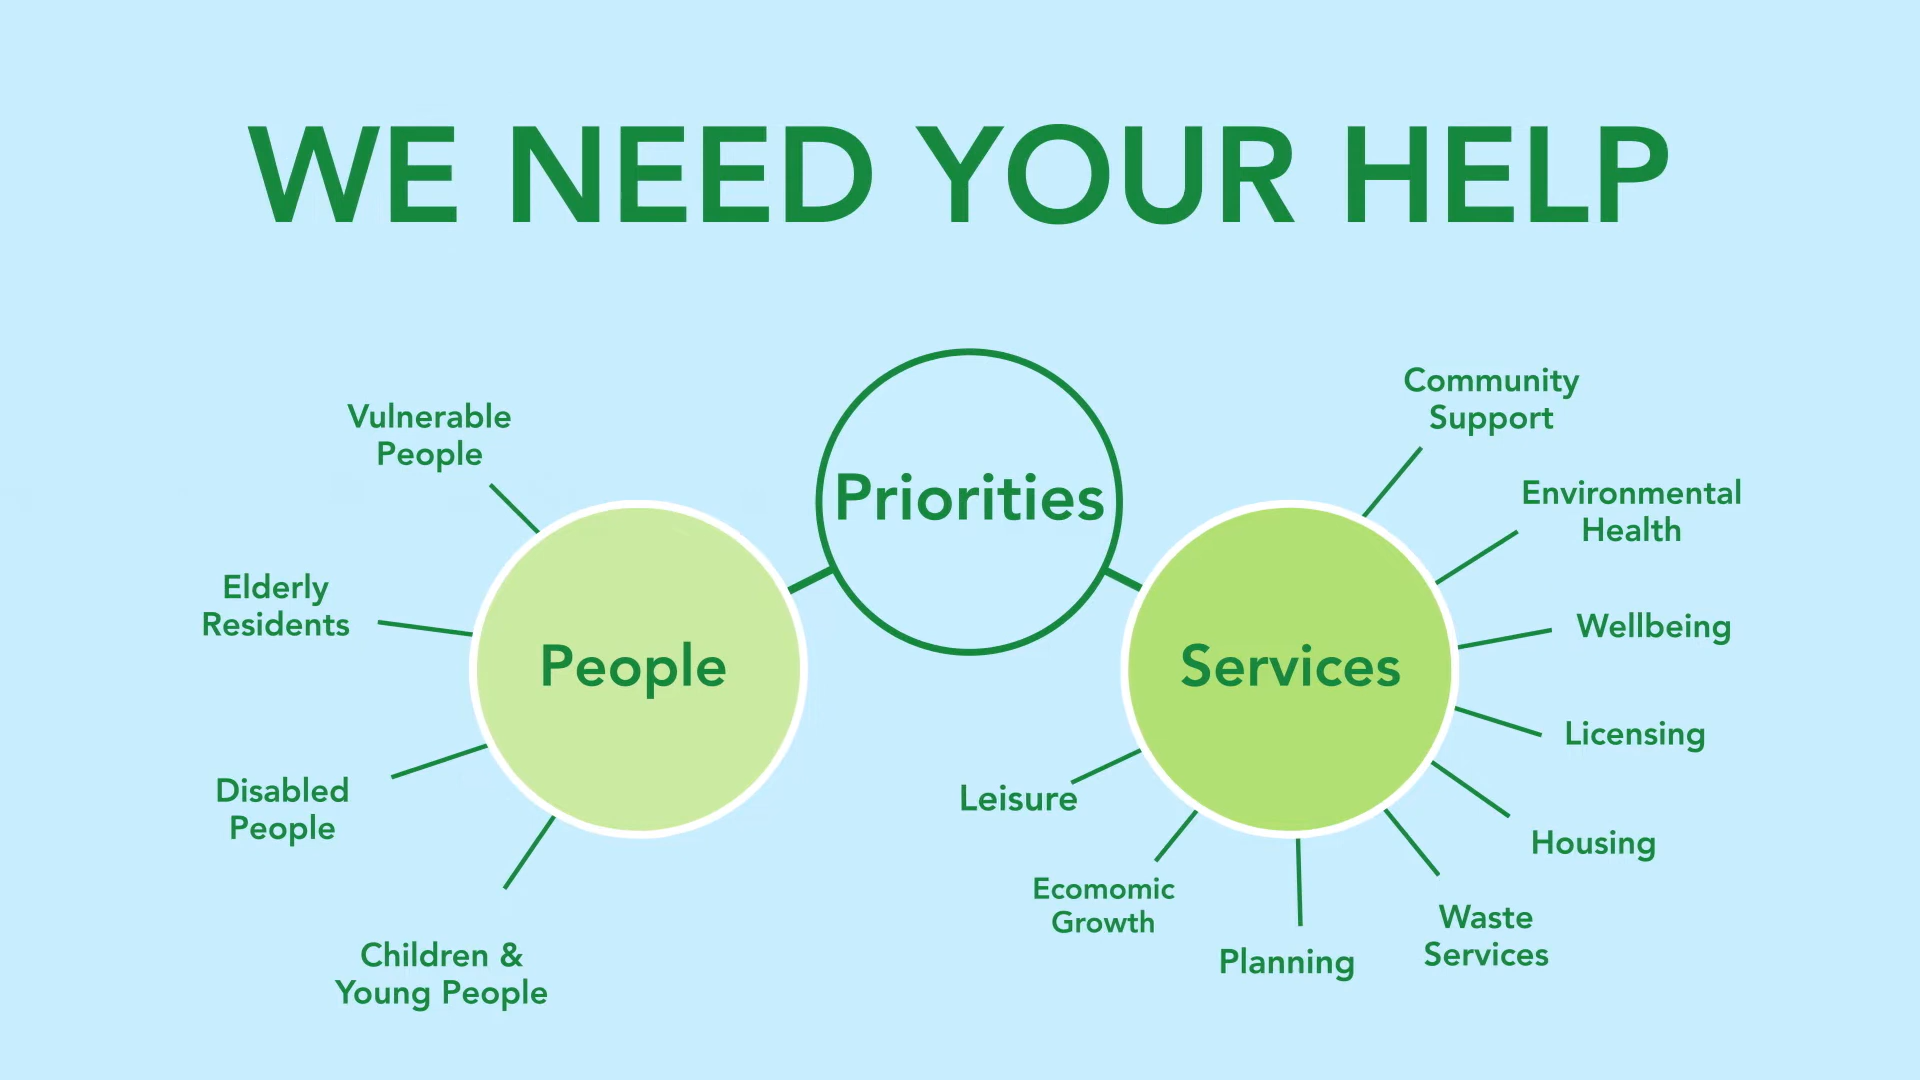 WE NEED YOUR HELP
Priorities
People
Vulnerable
People
Elderly
Residents
Disabled
People
Children &
Young People
Services
Community
Support
Environmental
Health
Wellbeing
Licensing
Housing
Waste
Services
Planning
Ecomomic
Growth
Leisure